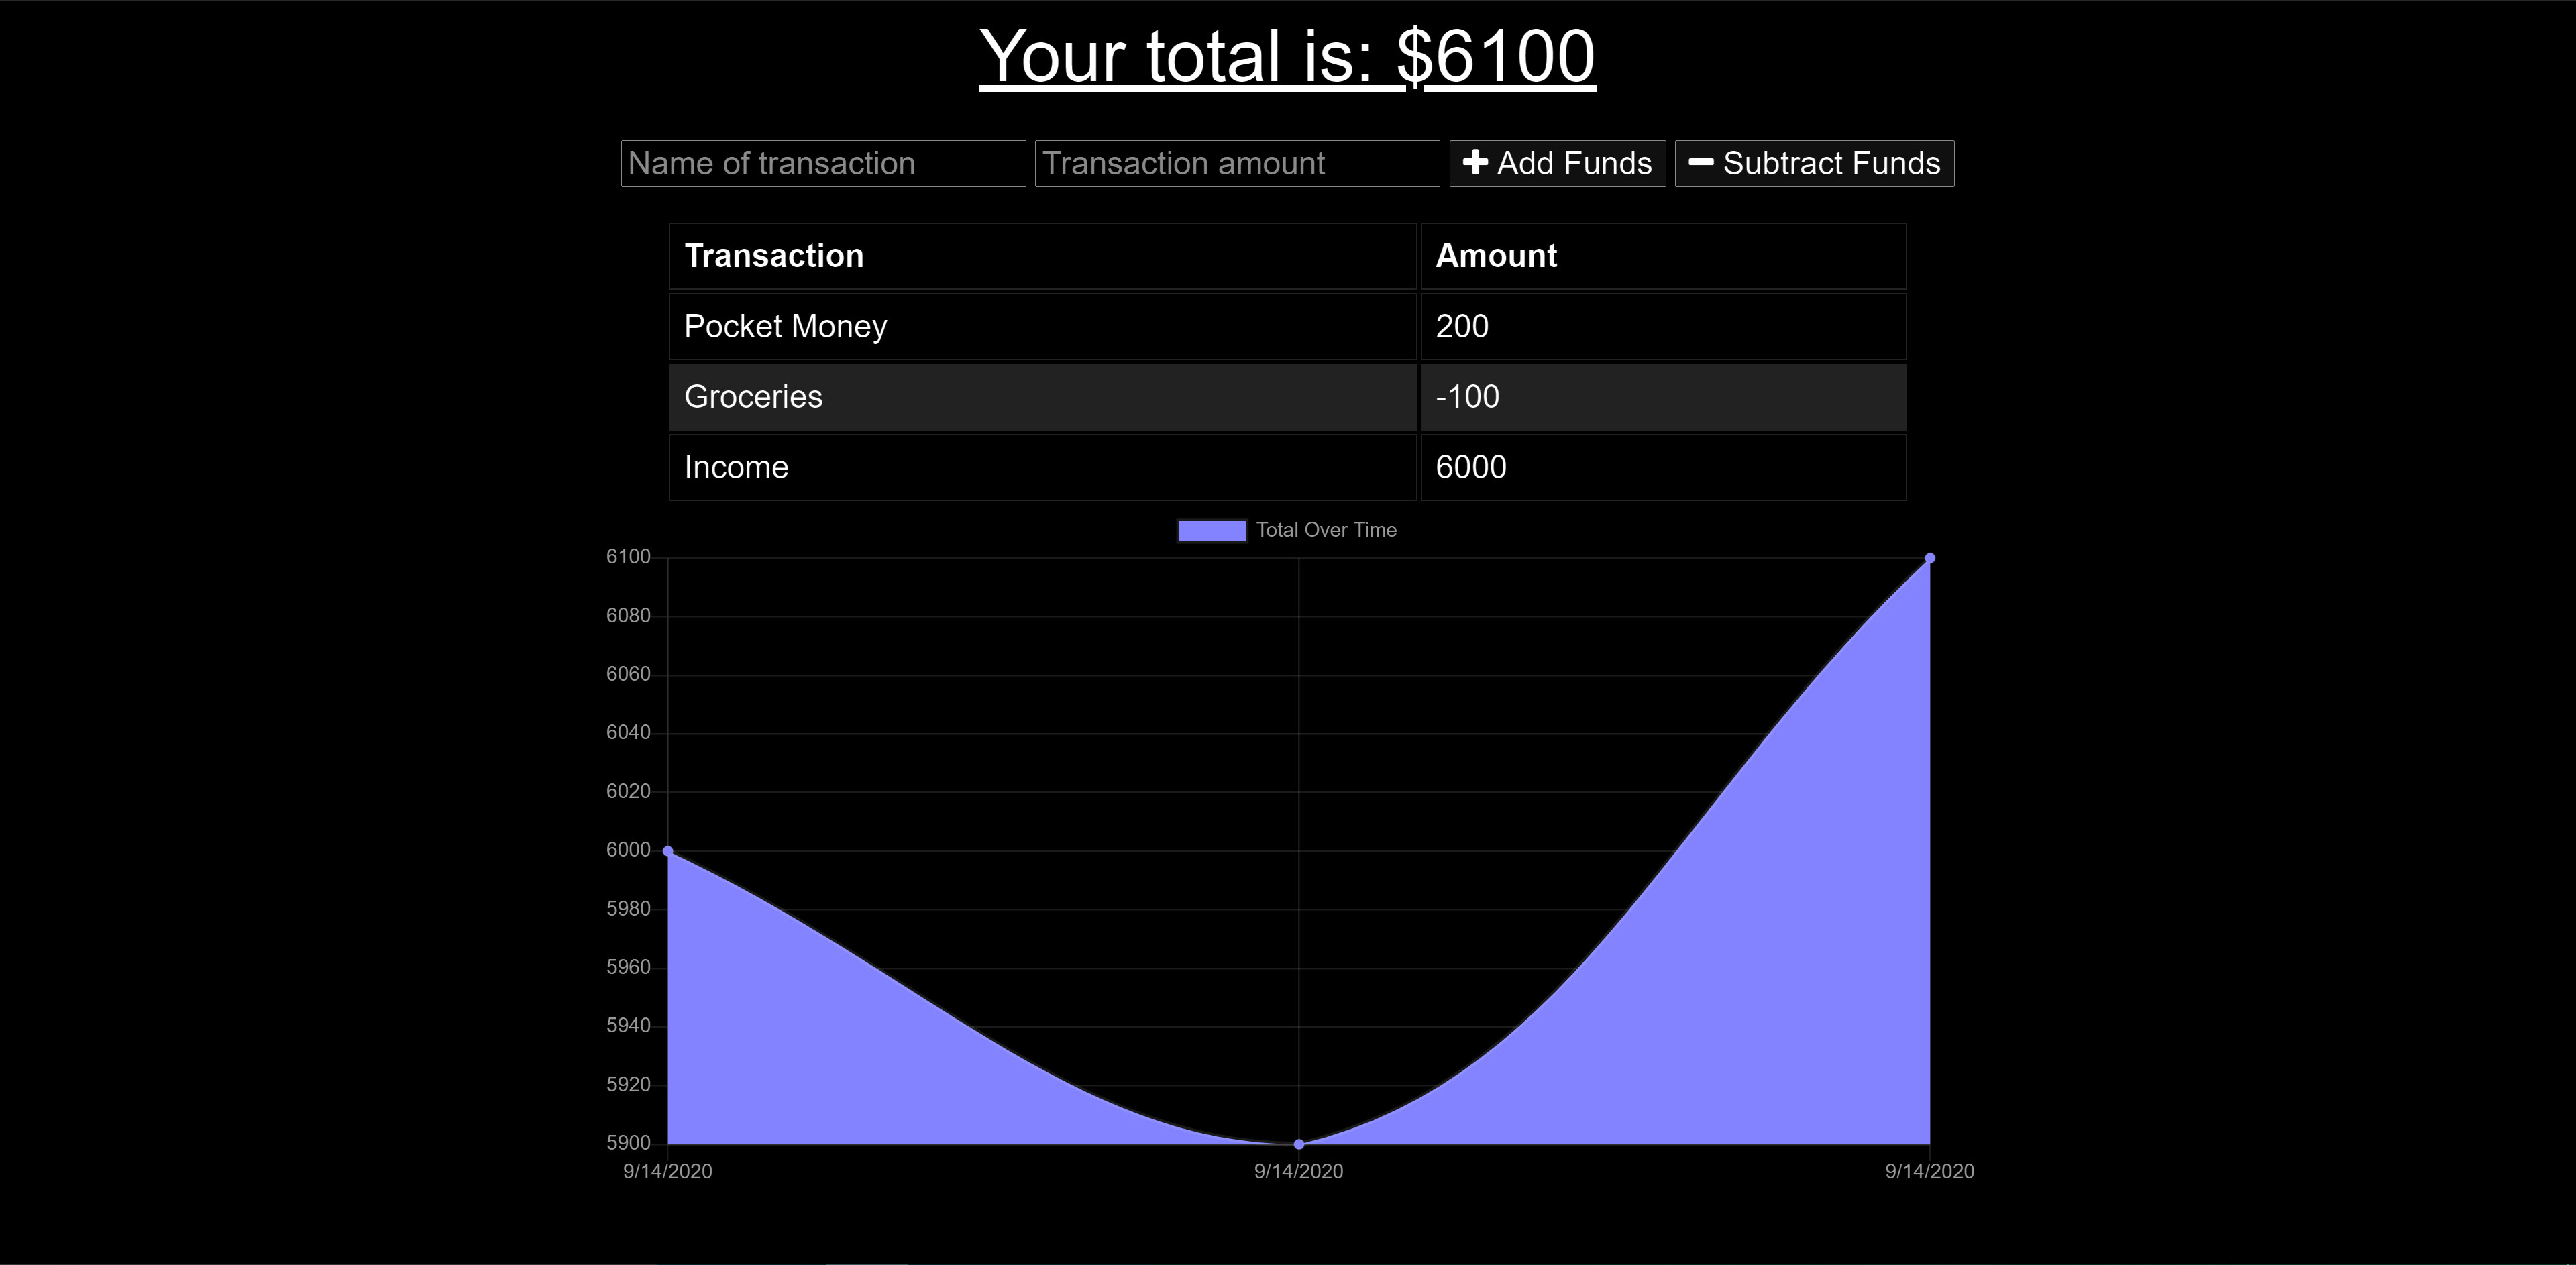 Your total is: $6100
Name of transaction Transaction amount Add Funds Subtract Funds
Transaction Amount
Pocket Money 200
Groceries -100
Income 6000
Total Over Time
6100
6080
6060
6040
6020
6000
5980
5960
5940
5920
5900
9/14/2020 9/14/2020 9/14/2020